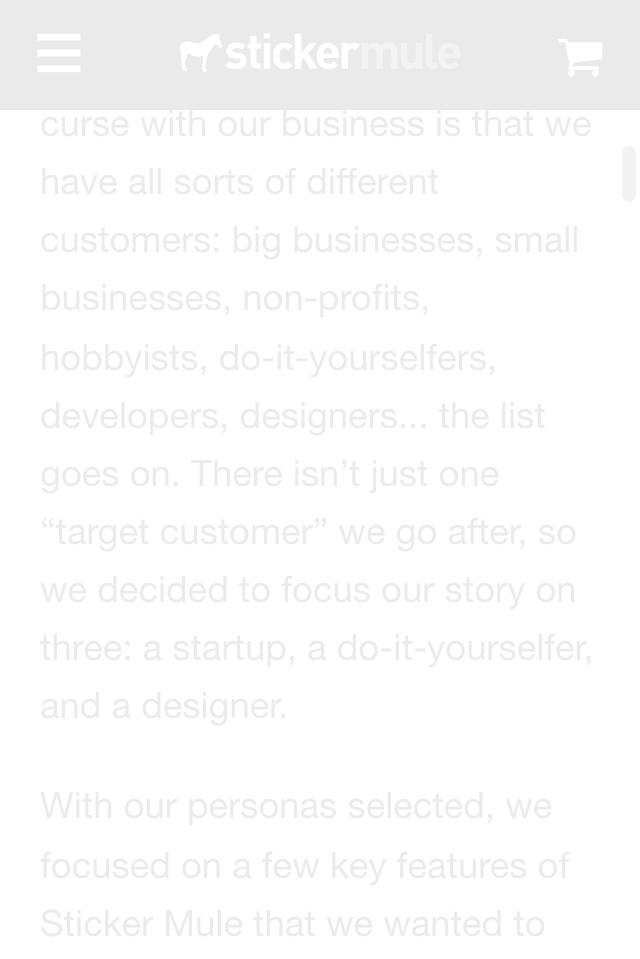 stickermule
curse with our business is that we
have all sorts of different
customers: big businesses, small
businesses, non-profits,
hobbyists, do-it-yourselfers,
developers, designers... the list
goes on. There isn’t just one
“target customer” we go after, so
we decided to focus our story on
three: a startup, a do-it-yourselfer,
and a designer.
With our personas selected, we
focused on a few key features of
Sticker Mule that we wanted to